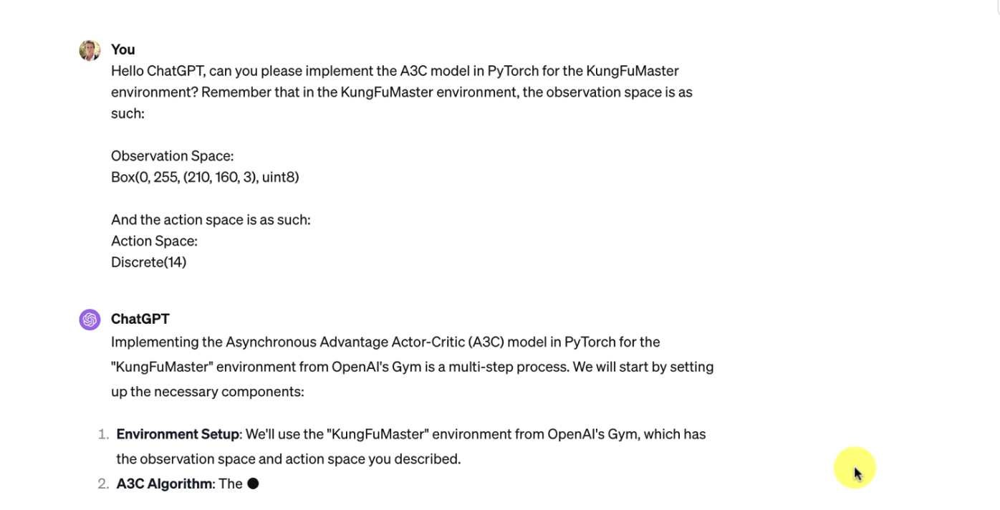 You
Hello ChatGPT, can you please implement the A3C model in PyTorch for the KungFuMaster
environment? Remember that in the KungFuMaster environment, the observation space is as
such:
Observation Space:
Box(0, 255, (210, 160, 3), uint8)
And the action space is as such:
Action Space:
Discrete(14)
ChatGPT
Implementing the Asynchronous Advantage Actor-Critic (A3C) model in PyTorch for the
"KungFuMaster" environment from OpenAI's Gym is a multi-step process. We will start by setting
up the necessary components:
1. Environment Setup: We'll use the "KungFuMaster" environment from OpenAI's Gym, which has
the observation space and action space you described.
2. A3C Algorithm: The